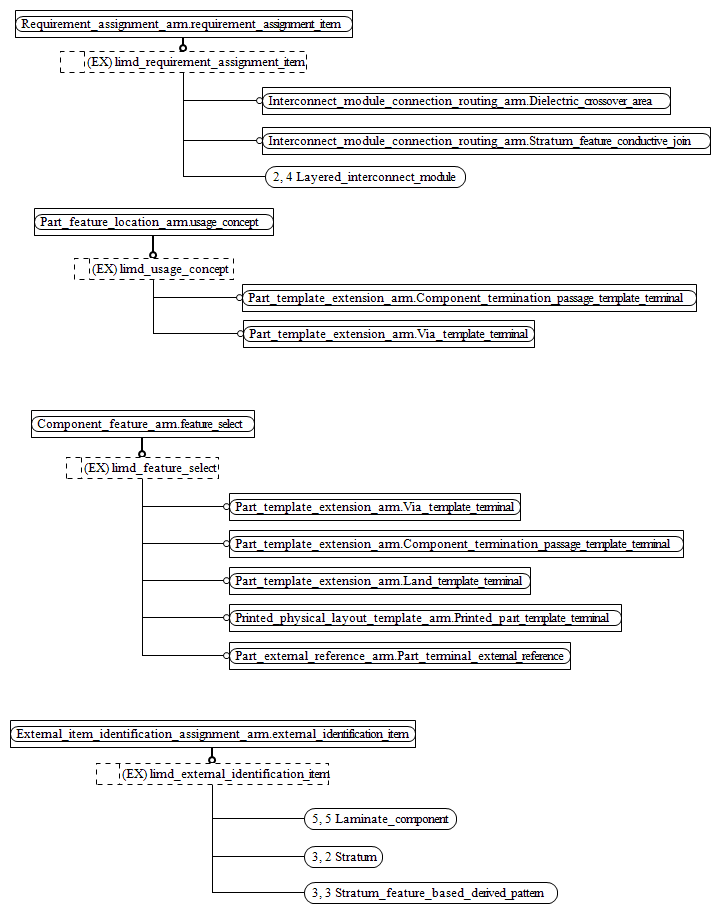 Requirement_assignment_arm.requirement_assignment_item
(EX) limd_requirement_assignment_item
Interconnect_module_connection_routing_arm.Dielectric_crossover_area
Interconnect_module_connection_routing_arm.Stratum_feature_conductive_join
2, 4 Layered_interconnect_module
Part_feature_location_arm.usage_concept
(EX) limd_usage_concept
Part_template_extension_arm.Component_termination_passage_template_terminal
Part_template_extension_arm.Via_template_terminal
Component_feature_arm.feature_select
(EX) limd_feature_select
Part_template_extension_arm.Via_template_terminal
Part_template_extension_arm.Component_termination_passage_template_terminal
Part_template_extension_arm.Land_template_terminal
Printed_physical_layout_template_arm.Printed_part_template_terminal
Part_external_reference_arm.Part_terminal_external_reference
External_item_identification_assignment_arm.external_identification_item
(EX) limd_external_identification_item
5, 5 Laminate_component
3, 2 Stratum
3, 3 Stratum_feature_based_derived_pattern